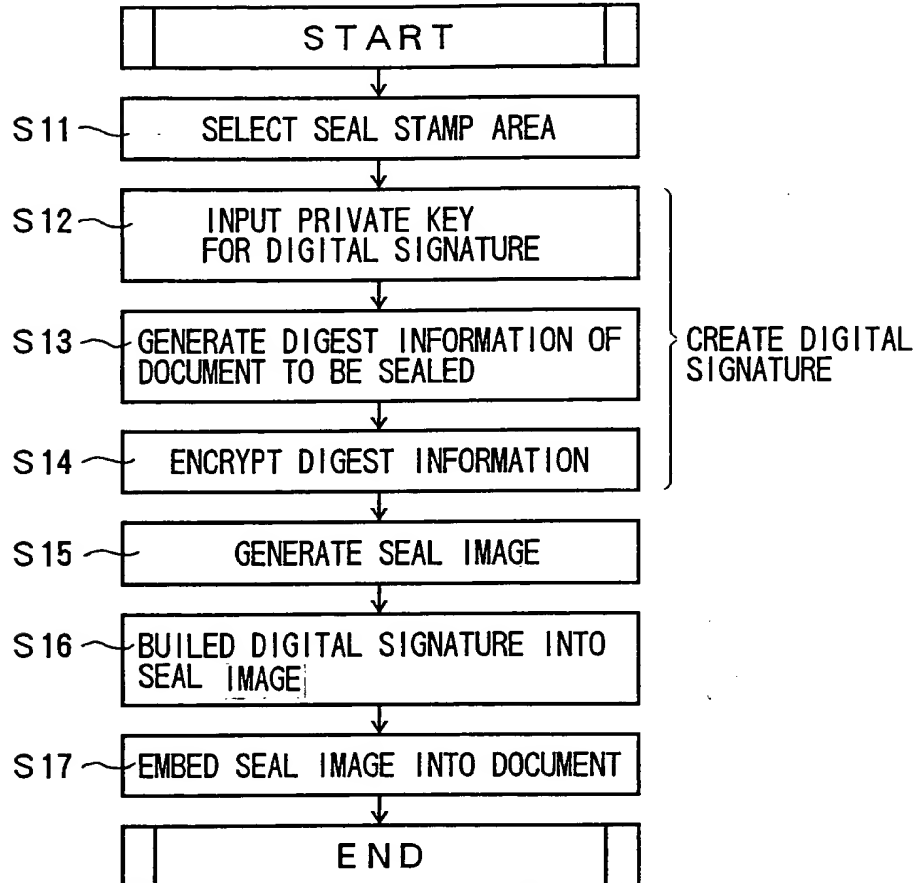 START
S11 SELECT SEAL STAMP AREA
S12 INPUT PRIVATE KEY
FOR DIGITAL SIGNATURE
S13 GENERATE DIGEST INFORMATION OF
DOCUMENT TO BE SEALED
CREATE DIGITAL
SIGNATURE
S14 ENCRYPT DIGEST INFORMATION
S15 GENERATE SEAL IMAGE
S16 BUILED DIGITAL SIGNATURE INTO
SEAL IMAGE
S17 EMBED SEAL IMAGE INTO DOCUMENT
END